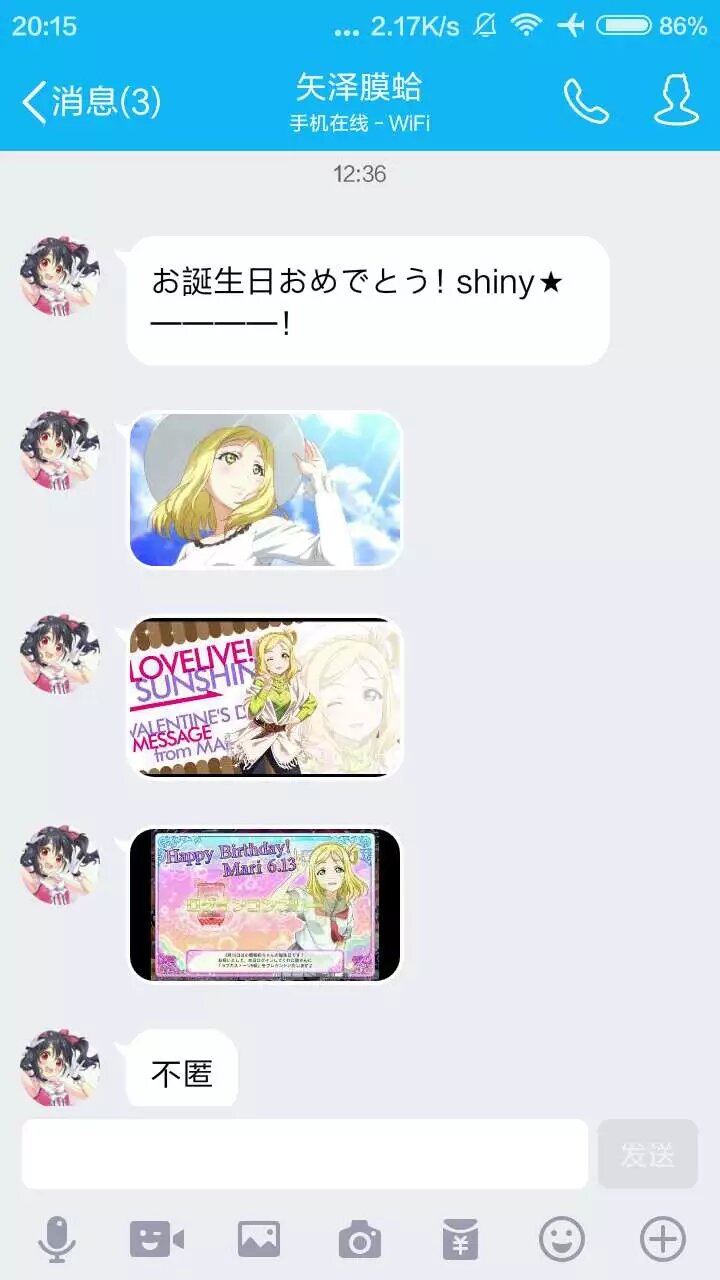 20:15
... 2.17K/s
86%
消息(3)
矢泽膜蛤
手机在线 - WiFi
12:36
お誕生日おめでとう! shiny★
————!
LOVELIVE!
SUNSHIN
VALENTINE'S D
MESSAGE
from MA
Happy Birthday!
Mari 6.13
不匿
发送